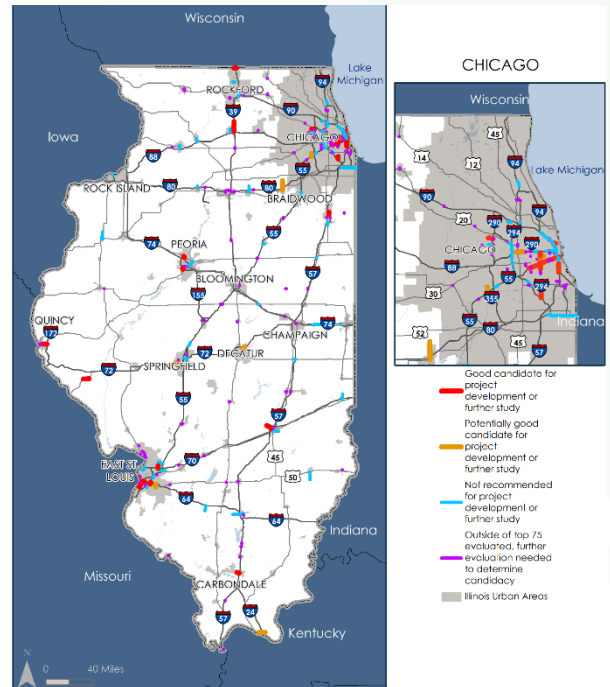 Wisconsin
Lake
Michigan
94
ROCKFORD
90
39
CHICAGO
Iowa
88
55
ROCK ISLAND
80
80
BRAIDWOOD
55
74
PEORIA
57
BLOOMINGTON
155
QUINCY
172
CHAMPAIGN
74
72
DECATUR
72
SPRINGFIELD
55
57
45
70
EAST ST.
LOUIS
50
64
64
Indiana
Missouri
CARBONDALE
24
57
Kentucky
N
0 40 Miles
CHICAGO
Wisconsin
45
14
12
94
Lake Michigan
90
20
94
290
294
CHICAGO
290
88
55
294
30
355
55
Indiana
80
52
45
57
Good candidate for
project
development or
further study
Potentially good
candidate for
project
development or
further study
Not recommended
for project
development or
further study
Outside of top 75
evaluated, further
evaluation needed
to determine
candidacy
Illinois Urban Areas